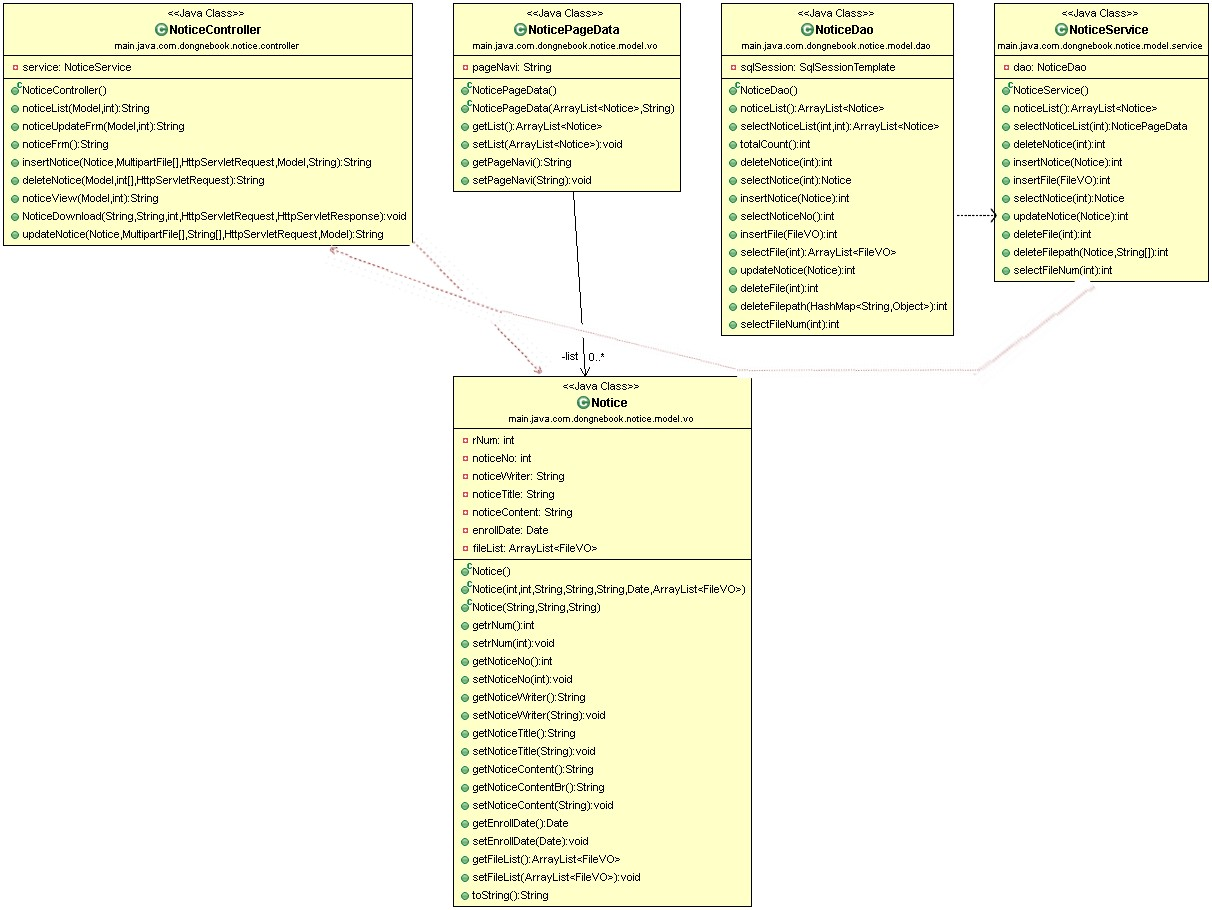 <<Java Class>>
NoticeController
main.java.com.dongnebook.notice.controller
service: NoticeService
NoticeController()
noticeList(Model,int):String
noticeUpdateFrm(Model,int):String
noticeFrm():String
insertNotice(Notice,MultipartFile[],HttpServletRequest,Model,String):String
deleteNotice(Model,int[],HttpServletRequest):String
noticeView(Model,int):String
NoticeDownload(String,String,int,HttpServletRequest,HttpServletResponse):void
updateNotice(Notice,MultipartFile[],String[],HttpServletRequest,Model):String
<<Java Class>>
NoticePageData
main.java.com.dongnebook.notice.model.vo
pageNavi: String
NoticePageData()
NoticePageData(ArrayList<Notice>,String)
getList():ArrayList<Notice>
setList(ArrayList<Notice>):void
getPageNavi():String
setPageNavi(String):void
<<Java Class>>
NoticeDao
main.java.com.dongnebook.notice.model.dao
sqlSession: SqlSessionTemplate
NoticeDao()
noticeList():ArrayList<Notice>
selectNoticeList(int,int):ArrayList<Notice>
totalCount():int
deleteNotice(int):int
selectNotice(int):Notice
insertNotice(Notice):int
selectNoticeNo():int
insertFile(FileVO):int
selectFile(int):ArrayList<FileVO>
updateNotice(Notice):int
deleteFile(int):int
deleteFilepath(HashMap<String,Object>):int
selectFileNum(int):int
<<Java Class>>
NoticeService
main.java.com.dongnebook.notice.model.service
dao: NoticeDao
NoticeService()
noticeList():ArrayList<Notice>
selectNoticeList(int):NoticePageData
deleteNotice(int):int
insertNotice(Notice):int
insertFile(FileVO):int
selectNotice(int):Notice
updateNotice(Notice):int
deleteFile(int):int
deleteFilepath(Notice,String[]):int
selectFileNum(int):int
-list 0..*
<<Java Class>>
Notice
main.java.com.dongnebook.notice.model.vo
rNum: int
noticeNo: int
noticeWriter: String
noticeTitle: String
noticeContent: String
enrollDate: Date
fileList: ArrayList<FileVO>
Notice()
Notice(int,int,String,String,String,Date,ArrayList<FileVO>)
Notice(String,String,String)
getrNum():int
setrNum(int):void
getNoticeNo():int
setNoticeNo(int):void
getNoticeWriter():String
setNoticeWriter(String):void
getNoticeTitle():String
setNoticeTitle(String):void
getNoticeContent():String
getNoticeContentBr():String
setNoticeContent(String):void
getEnrollDate():Date
setEnrollDate(Date):void
getFileList():ArrayList<FileVO>
setFileList(ArrayList<FileVO>):void
toString():String